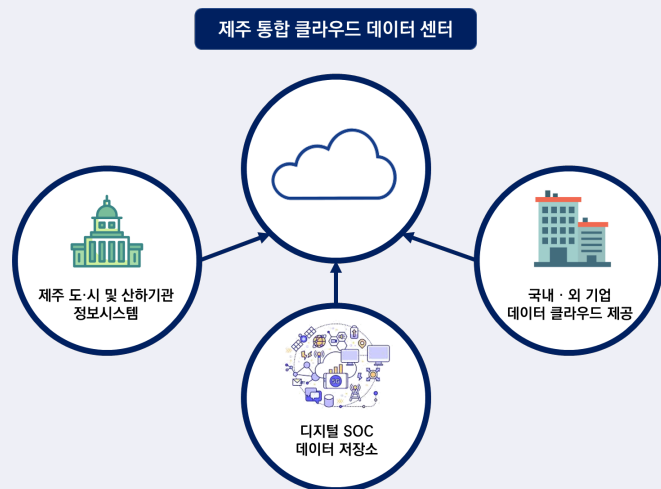 제주 통합 클라우드 데이터 센터
제주 도·시 및 산하기관
정보시스템
국내 · 외 기업
데이터 클라우드 제공
디지털 SOC
데이터 저장소